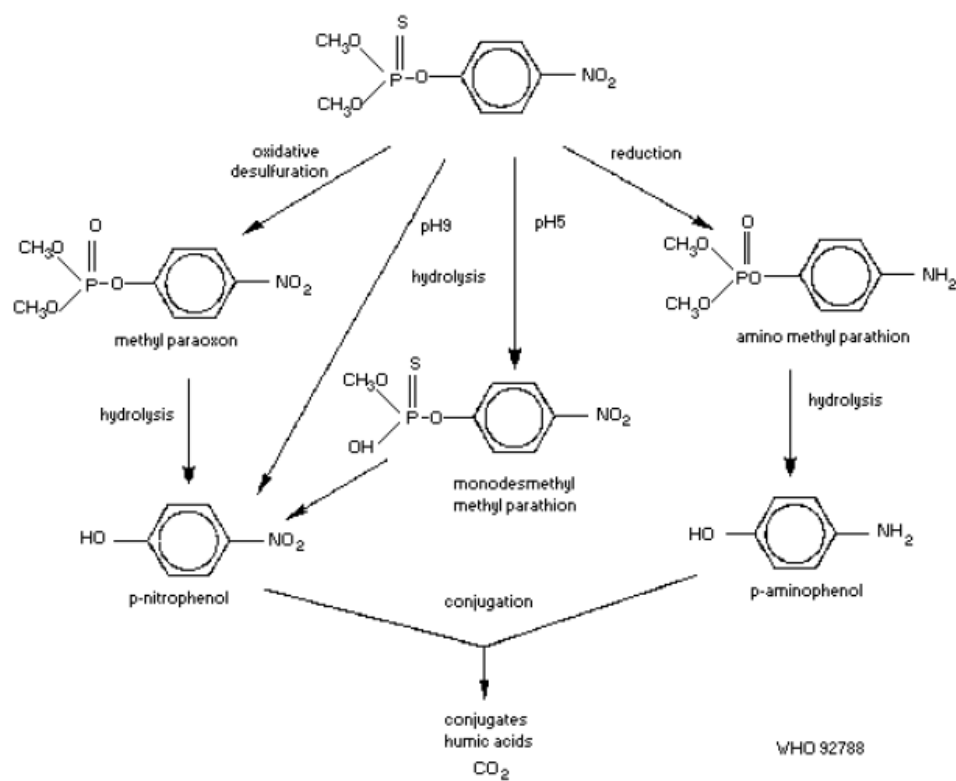 S
CH3O
P-O
NO2
CH3O
oxidative
desulfuration
reduction
O
CH3O
P-O
NO2
CH3O
methyl paraoxon
pH9
hydrolysis
pH5
O
CH3O
PO
NH2
CH3O
amino methyl parathion
hydrolysis
S
CH3O
P-O
NO2
OH
monodesmethyl
methyl parathion
hydrolysis
HO
NO2
p-nitrophenol
HO
NH2
p-aminophenol
conjugation
conjugates
humic acids
CO2
WHO 92788